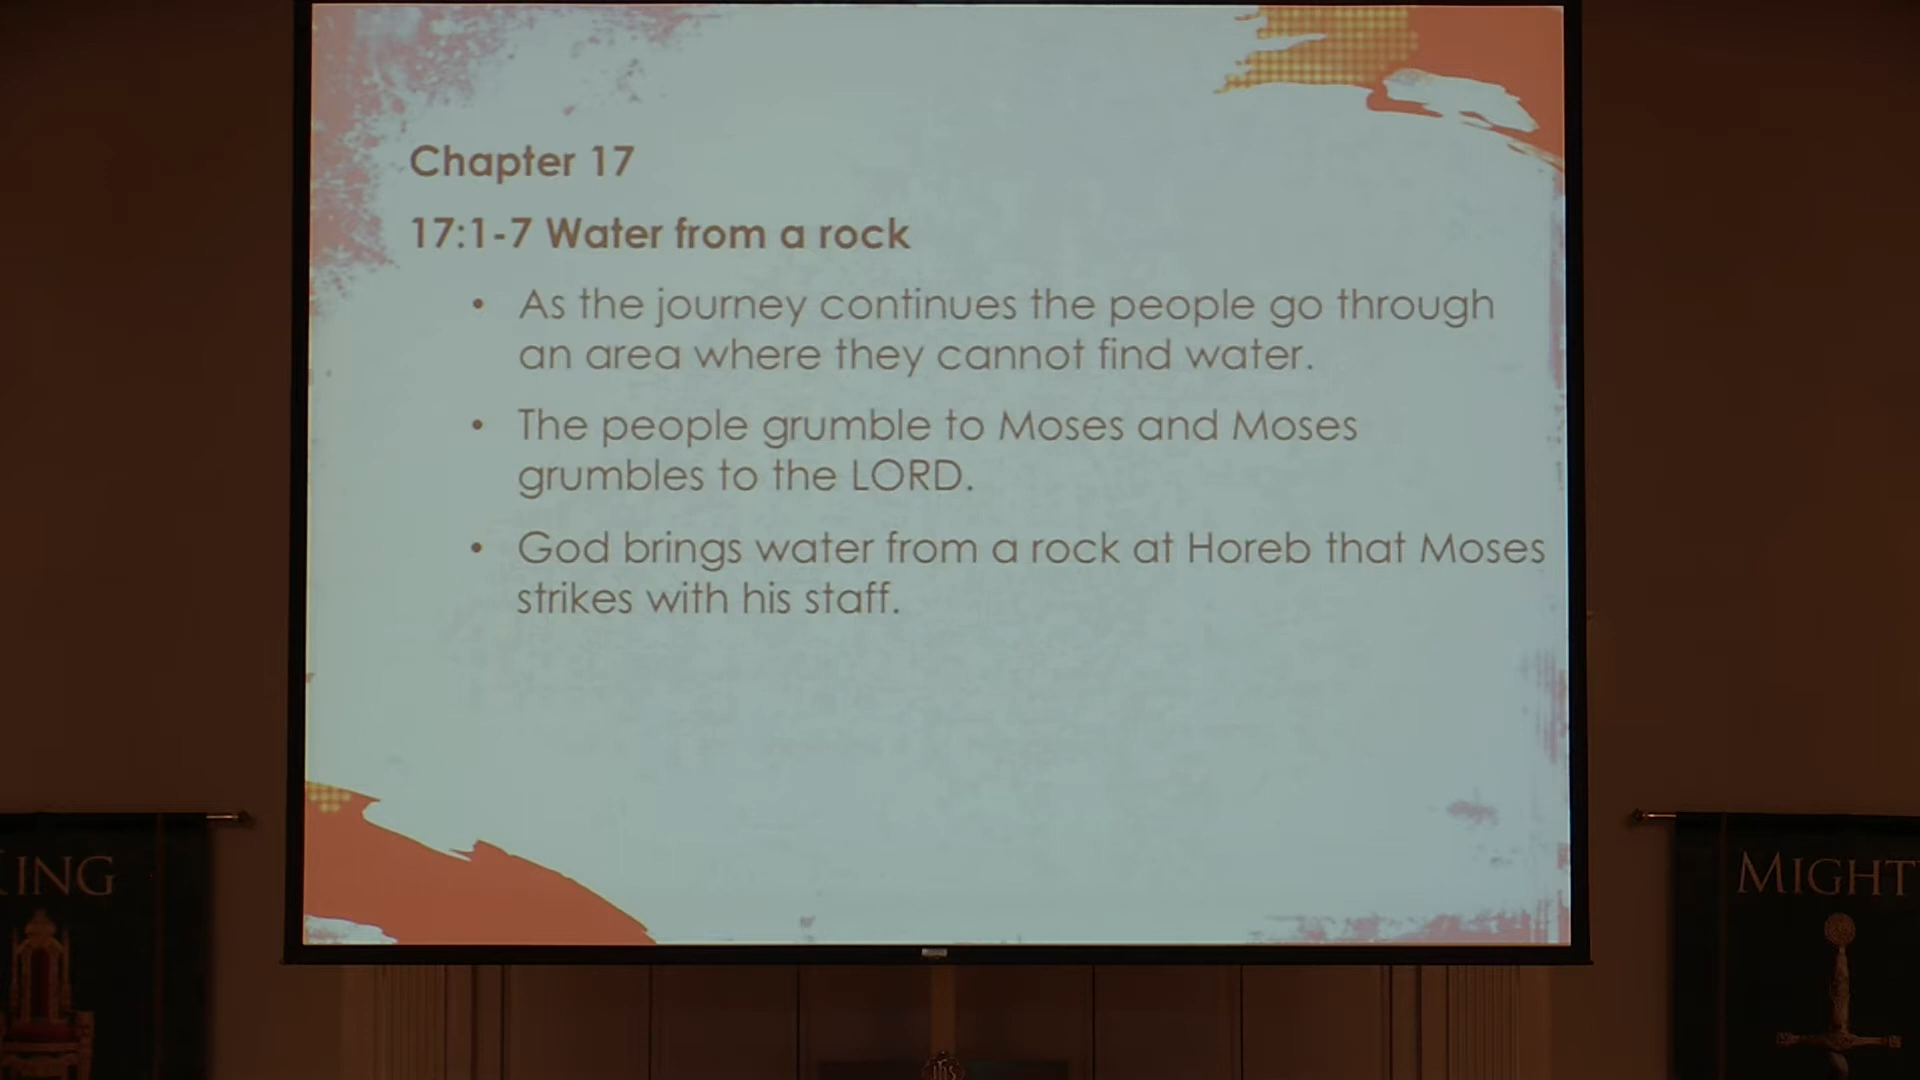 Chapter 17
17:1-7 Water from a rock
• As the journey continues the people go through
an area where they cannot find water.
• The people grumble to Moses and Moses
grumbles to the LORD.
• God brings water from a rock at Horeb that Moses
strikes with his staff.
KING
MIGHT
ihs